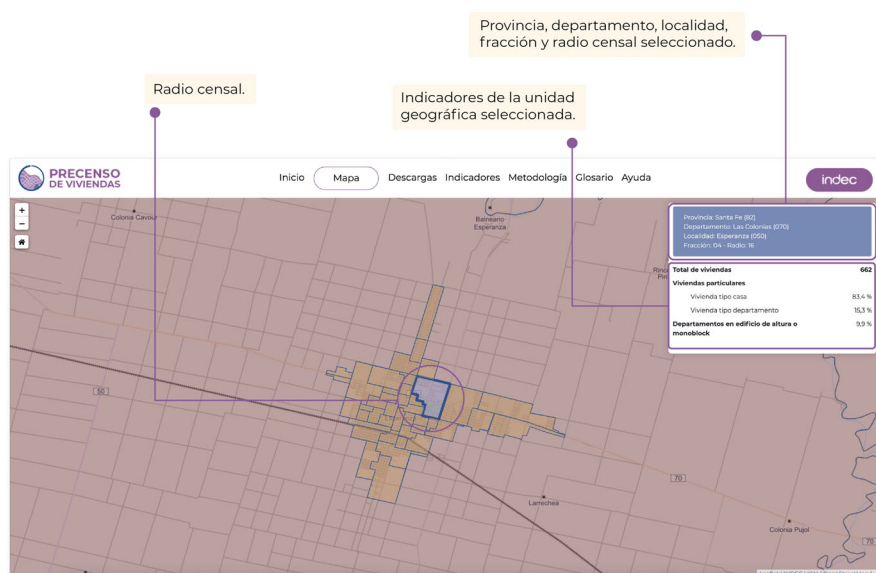 Provincia, departamento, localidad,
fracción y radio censal seleccionado.
Radio censal.
Indicadores de la unidad
geográfica seleccionada.
PRECENSO
DE VIVIENDAS
Inicio Mapa Descargas Indicadores Metodología Glosario Ayuda
indec
+
−
Colonia Cavour
Balneario
Esperanza
Provincia: Santa Fe (82)
Departamento: Las Colonias (070)
Localidad: Esperanza (050)
Fracción: 04 - Radio: 16
Total de viviendas 662
Viviendas particulares
Vivienda tipo casa 83,4 %
Vivienda tipo departamento 15,3 %
Departamentos en edificio de altura o 9,9 %
monoblock
50
70
Larrechea
Colonia Pujol
70